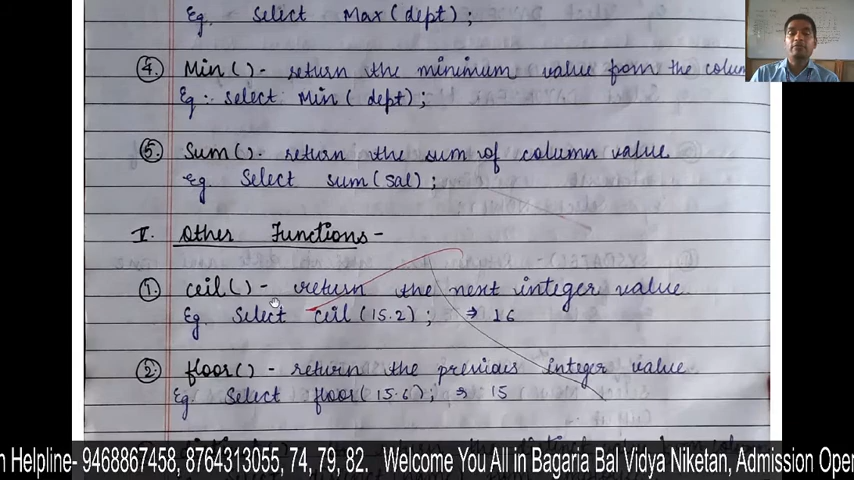 Eg. Select Max(dept);
④ Min() - return the minimum value from the colum
Eg :- select Min(dept);
⑤ Sum() - return the sum of column value
Eg. Select sum(sal);
V. Other Functions -
① ceil() - return the next integer value
Eg. Select ceil(15.2); ⇒ 16
② floor() - return the previous integer value
Eg. Select floor(15.6); ⇒ 15
n Helpline- 9468867458, 8764313055, 74, 79, 82. Welcome You All in Bagaria Bal Vidya Niketan, Admission Oper